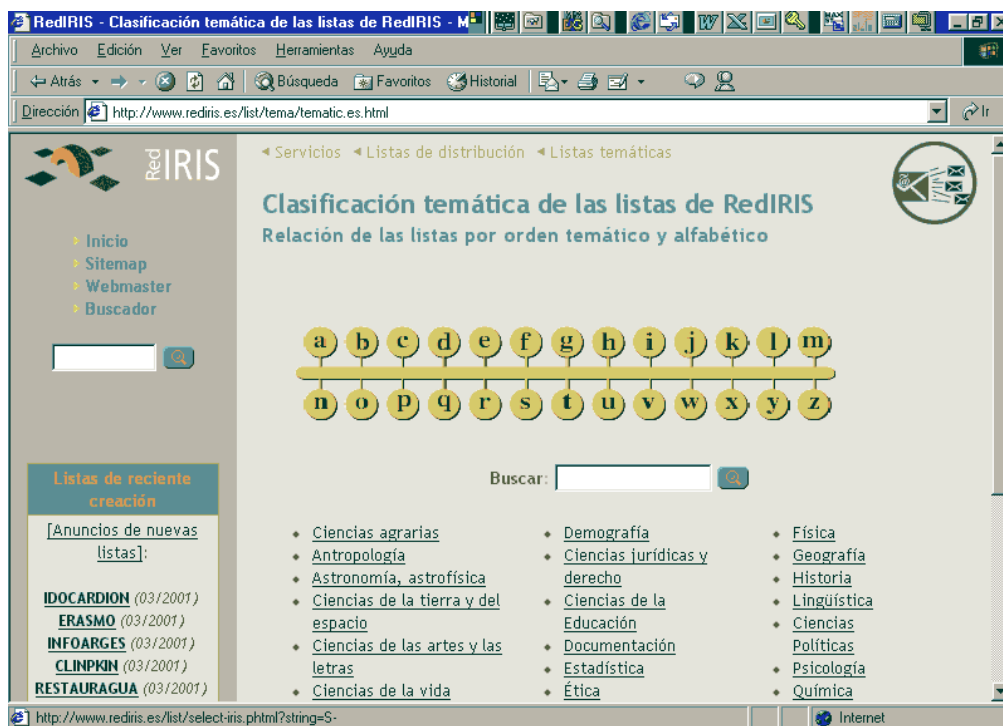 RedIRIS - Clasificación temática de las listas de RedIRIS - M
Archivo Edición Ver Favoritos Herramientas Ayuda
Atrás Búsqueda Favoritos Historial
Dirección http://www.rediris.es/list/tema/tematic.es.html Ir
Red IRIS
Servicios Listas de distribución Listas temáticas
Clasificación temática de las listas de RedIRIS
Relación de las listas por orden temático y alfabético
Inicio
Sitemap
Webmaster
Buscador
a b c d e f g h i j k l m
n o p q r s t u v w x y z
Buscar:
Listas de reciente
creación
[Anuncios de nuevas
listas]:
IDOCARDION (03/2001)
ERASMO (03/2001)
INFOARGES (03/2001)
CLINPKIN (03/2001)
RESTAURAGUA (03/2001)
Ciencias agrarias
Antropología
Astronomía, astrofísica
Ciencias de la tierra y del
espacio
Ciencias de las artes y las
letras
Ciencias de la vida
Demografía
Ciencias jurídicas y
derecho
Ciencias de la
Educación
Documentación
Estadística
Ética
Física
Geografía
Historia
Lingüística
Ciencias
Políticas
Psicología
Química
http://www.rediris.es/list/select-iris.phtml?string=S- Internet